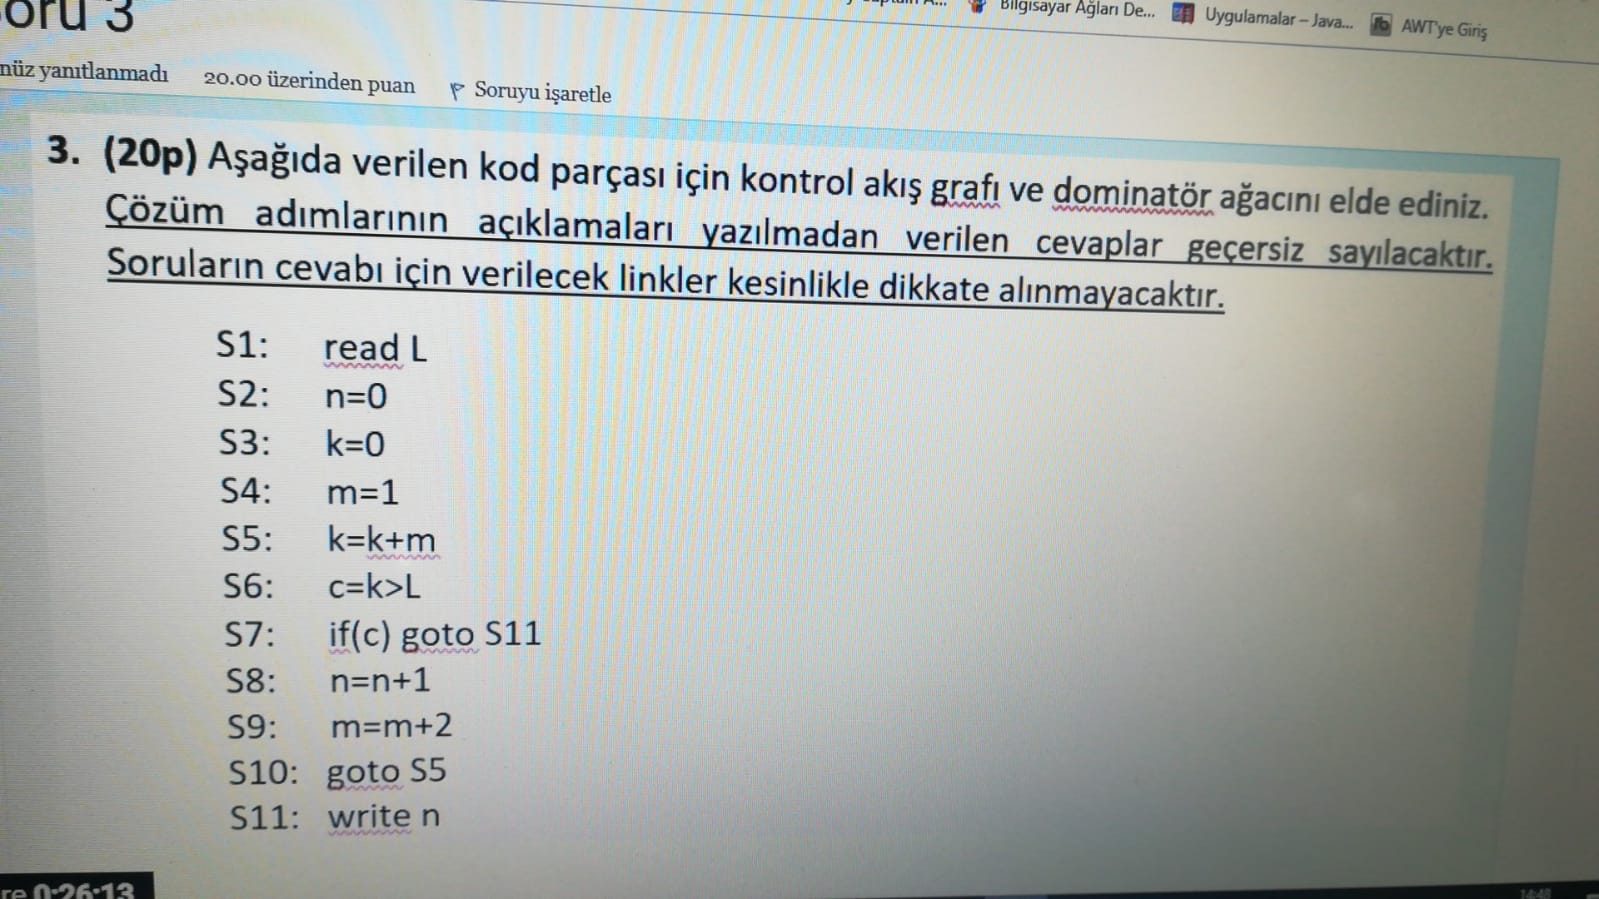 oru 3
Bilgisayar Ağları De... Uygulamalar – Java... AWT'ye Giriş
nüz yanıtlanmadı 20.00 üzerinden puan Soruyu işaretle
3. (20p) Aşağıda verilen kod parçası için kontrol akış grafı ve dominatör ağacını elde ediniz.
Çözüm adımlarının açıklamaları yazılmadan verilen cevaplar geçersiz sayılacaktır.
Soruların cevabı için verilecek linkler kesinlikle dikkate alınmayacaktır.
S1: read L
S2: n=0
S3: k=0
S4: m=1
S5: k=k+m
S6: c=k>L
S7: if(c) goto S11
S8: n=n+1
S9: m=m+2
S10: goto S5
S11: write n
re 0:26:13
14:48